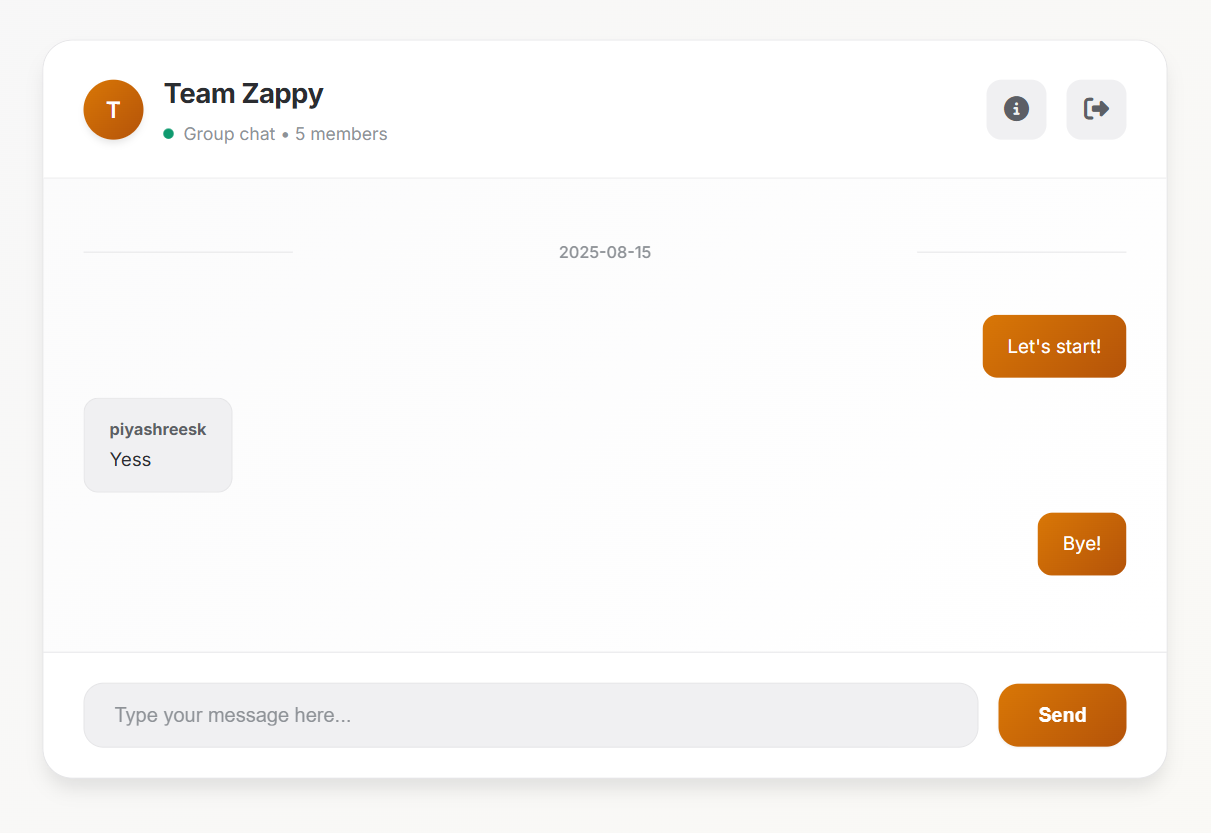 T
Team Zappy
Group chat • 5 members
2025-08-15
Let's start!
piyashreesk
Yess
Bye!
Type your message here...
Send